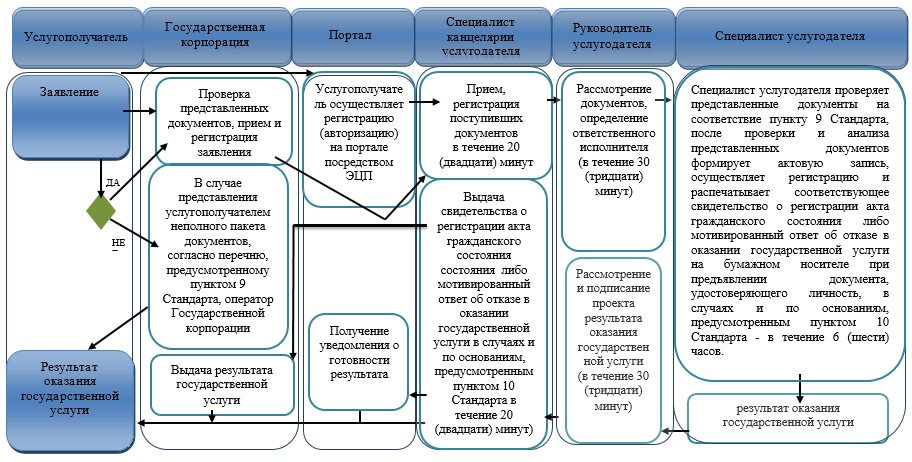 Услугополучатель
Государственная
корпорация
Портал
Специалист
канцелярии
услугодателя
Руководитель
услугодателя
Специалист услугодателя
Заявление
ДА
НЕ
Результат
оказания
государственной
услуги
Проверка
представленных
документов, прием и
регистрация
заявления
В случае
представления
услугополучателем
неполного пакета
документов,
согласно перечню,
предусмотренному
пунктом 9
Стандарта, оператор
Государственной
корпорации
Выдача результата
государственной
услуги
Услугополучате
ль осуществляет
регистрацию
(авторизацию)
на портале
посредством
ЭЦП
Получение
уведомления о
готовности
результата
Прием,
регистрация
поступивших
документов
в течение 20
(двадцати) минут
Выдача
свидетельства о
регистрации акта
гражданского
состояния
состояния либо
мотивированный
ответ об отказе в
оказании
государственной
услуги в случаях и
по основаниям,
предусмотренным
пунктом 10
Стандарта в
течение 20
(двадцати) минут)
Рассмотрение
документов,
определение
ответственного
исполнителя
(в течение 30
(тридцати)
минут)
Рассмотрение
и подписание
проекта
результата
оказания
государствен
ной услуги
(в течение 30
(тридцати)
минут)
Специалист услугодателя проверяет
представленные документы на
соответствие пункту 9 Стандарта,
после проверки и анализа
представленных документов
формирует актовую запись,
осуществляет регистрацию и
распечатывает соответствующее
свидетельство о регистрации акта
гражданского состояния либо
мотивированный ответ об отказе в
оказании государственной услуги
на бумажном носителе при
предъявлении документа,
удостоверяющего личность, в
случаях и по основаниям,
предусмотренным пунктом 10
Стандарта - в течение 6 (шести)
часов.
результат оказания
государственной услуги